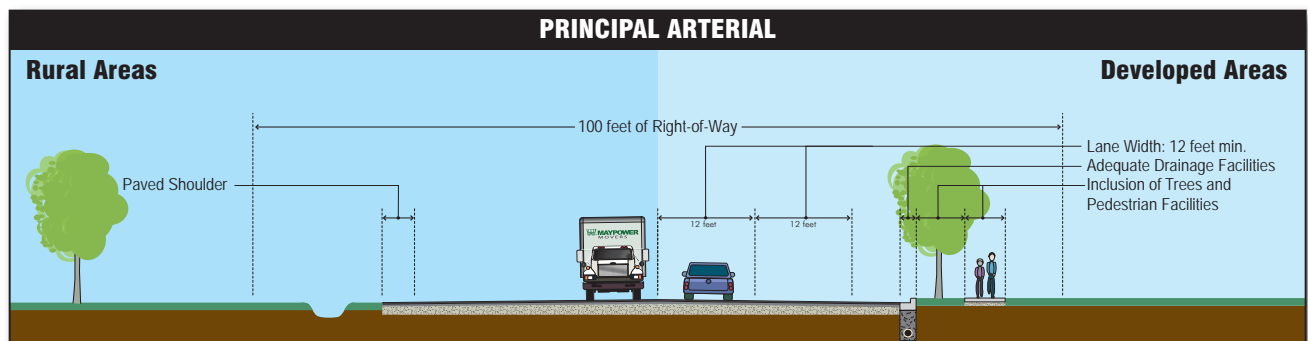 PRINCIPAL ARTERIAL
Rural Areas
Developed Areas
100 feet of Right-of-Way
Lane Width: 12 feet min.
Adequate Drainage Facilities
Paved Shoulder
Inclusion of Trees and
Pedestrian Facilities
12 feet
12 feet
MAYPOWER
MOVERS